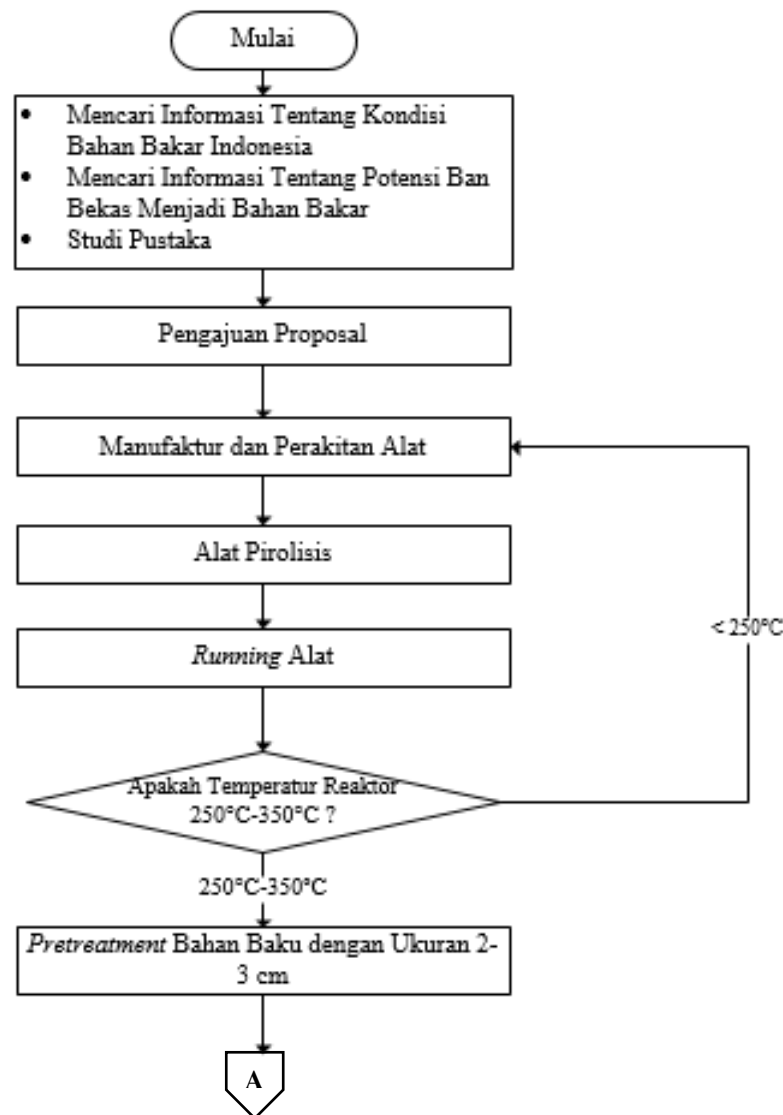 Mulai
• Mencari Informasi Tentang Kondisi
Bahan Bakar Indonesia
• Mencari Informasi Tentang Potensi Ban
Bekas Menjadi Bahan Bakar
• Studi Pustaka
Pengajuan Proposal
Manufaktur dan Perakitan Alat
Alat Pirolisis
Running Alat
< 250°C
Apakah Temperatur Reaktor
250°C-350°C ?
250°C-350°C
Pretreatment Bahan Baku dengan Ukuran 2-
3 cm
A